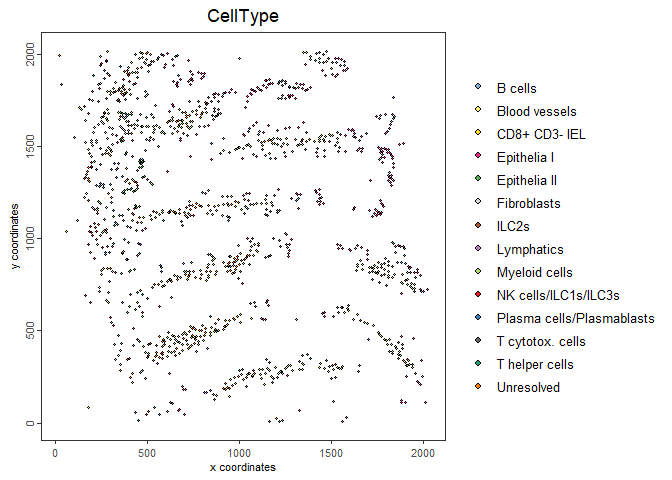 CellType
2000
1500
1000
500
0
y coordinates
0
500
1000
1500
2000
x coordinates
B cells
Blood vessels
CD8+ CD3- IEL
Epithelia I
Epithelia II
Fibroblasts
ILC2s
Lymphatics
Myeloid cells
NK cells/ILC1s/ILC3s
Plasma cells/Plasmablasts
T cytotox. cells
T helper cells
Unresolved